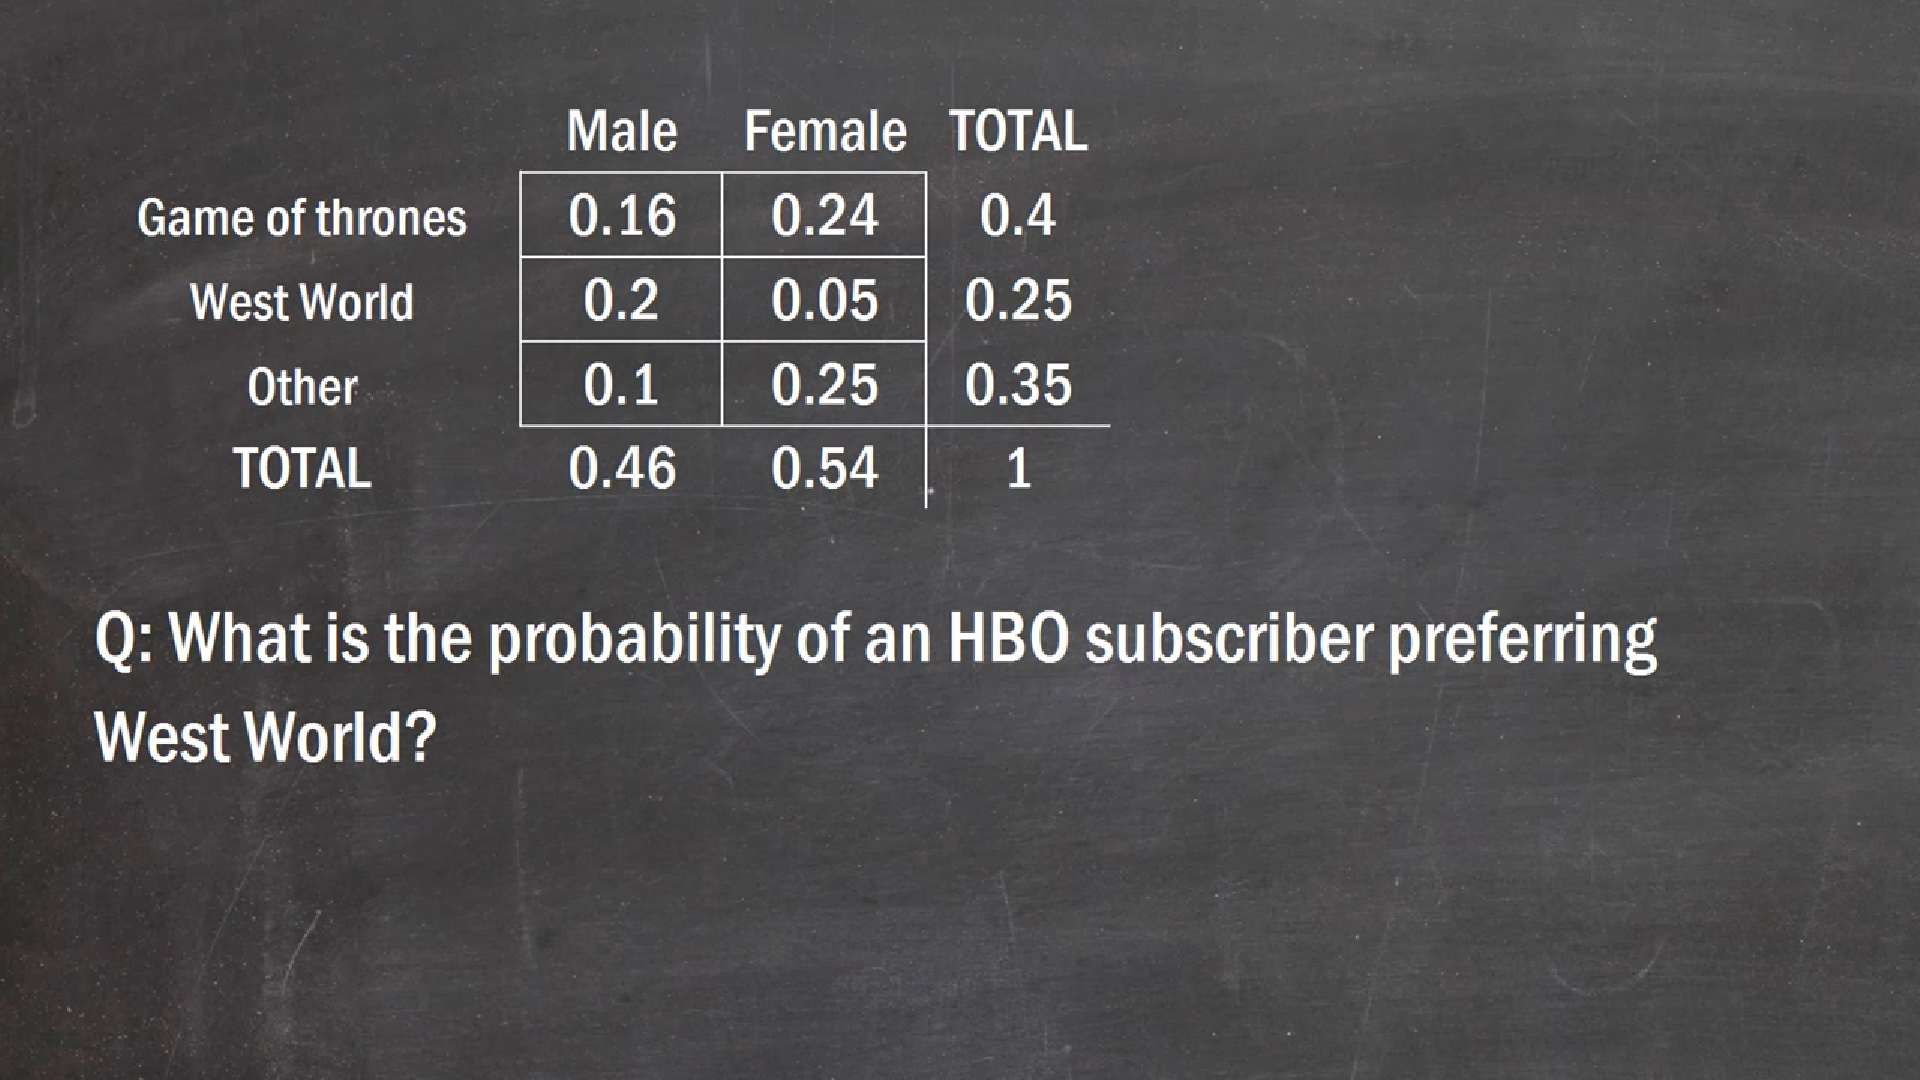 Male Female TOTAL
Game of thrones 0.16 0.24 0.4
West World 0.2 0.05 0.25
Other 0.1 0.25 0.35
TOTAL 0.46 0.54 1
Q: What is the probability of an HBO subscriber preferring
West World?